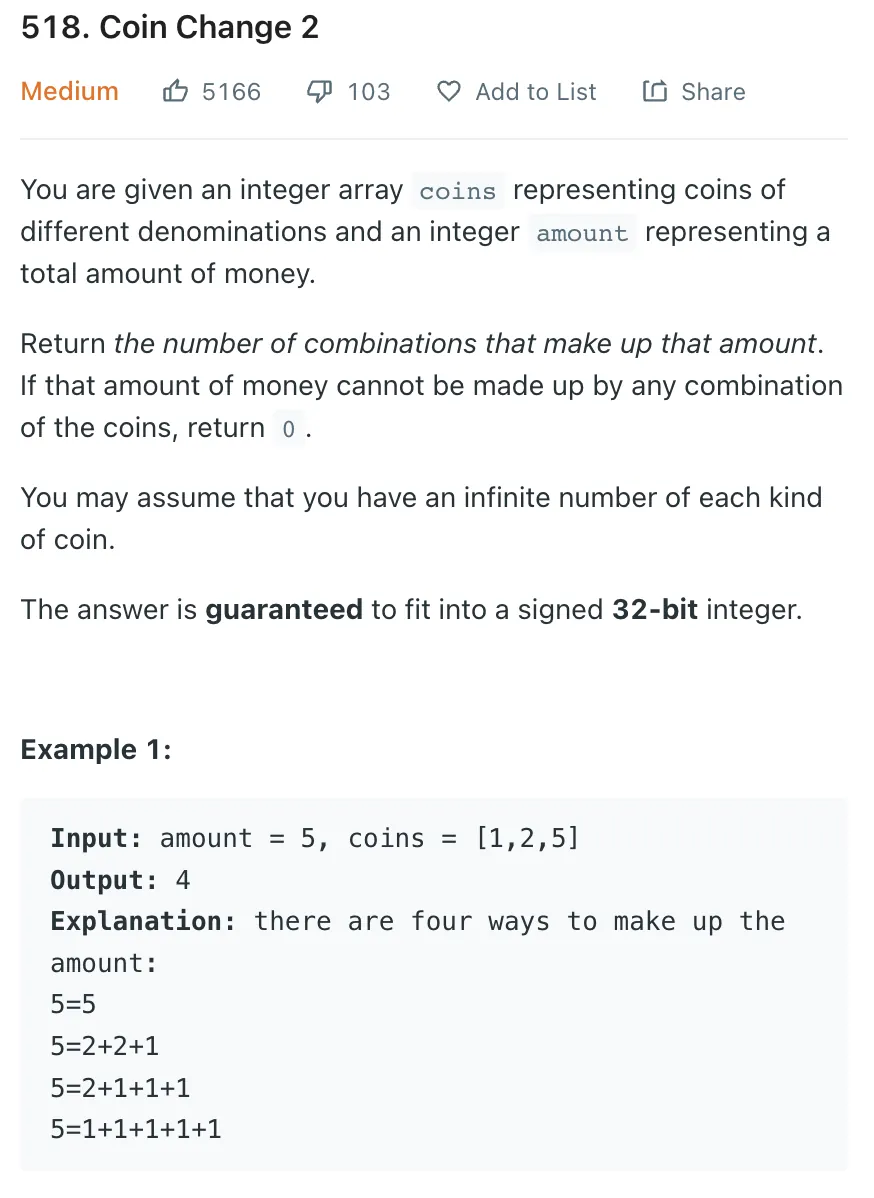 518. Coin Change 2
Medium 5166 103 Add to List Share
You are given an integer array coins representing coins of
different denominations and an integer amount representing a
total amount of money.
Return the number of combinations that make up that amount.
If that amount of money cannot be made up by any combination
of the coins, return 0 .
You may assume that you have an infinite number of each kind
of coin.
The answer is guaranteed to fit into a signed 32-bit integer.
Example 1:
Input: amount = 5, coins = [1,2,5]
Output: 4
Explanation: there are four ways to make up the
amount:
5=5
5=2+2+1
5=2+1+1+1
5=1+1+1+1+1